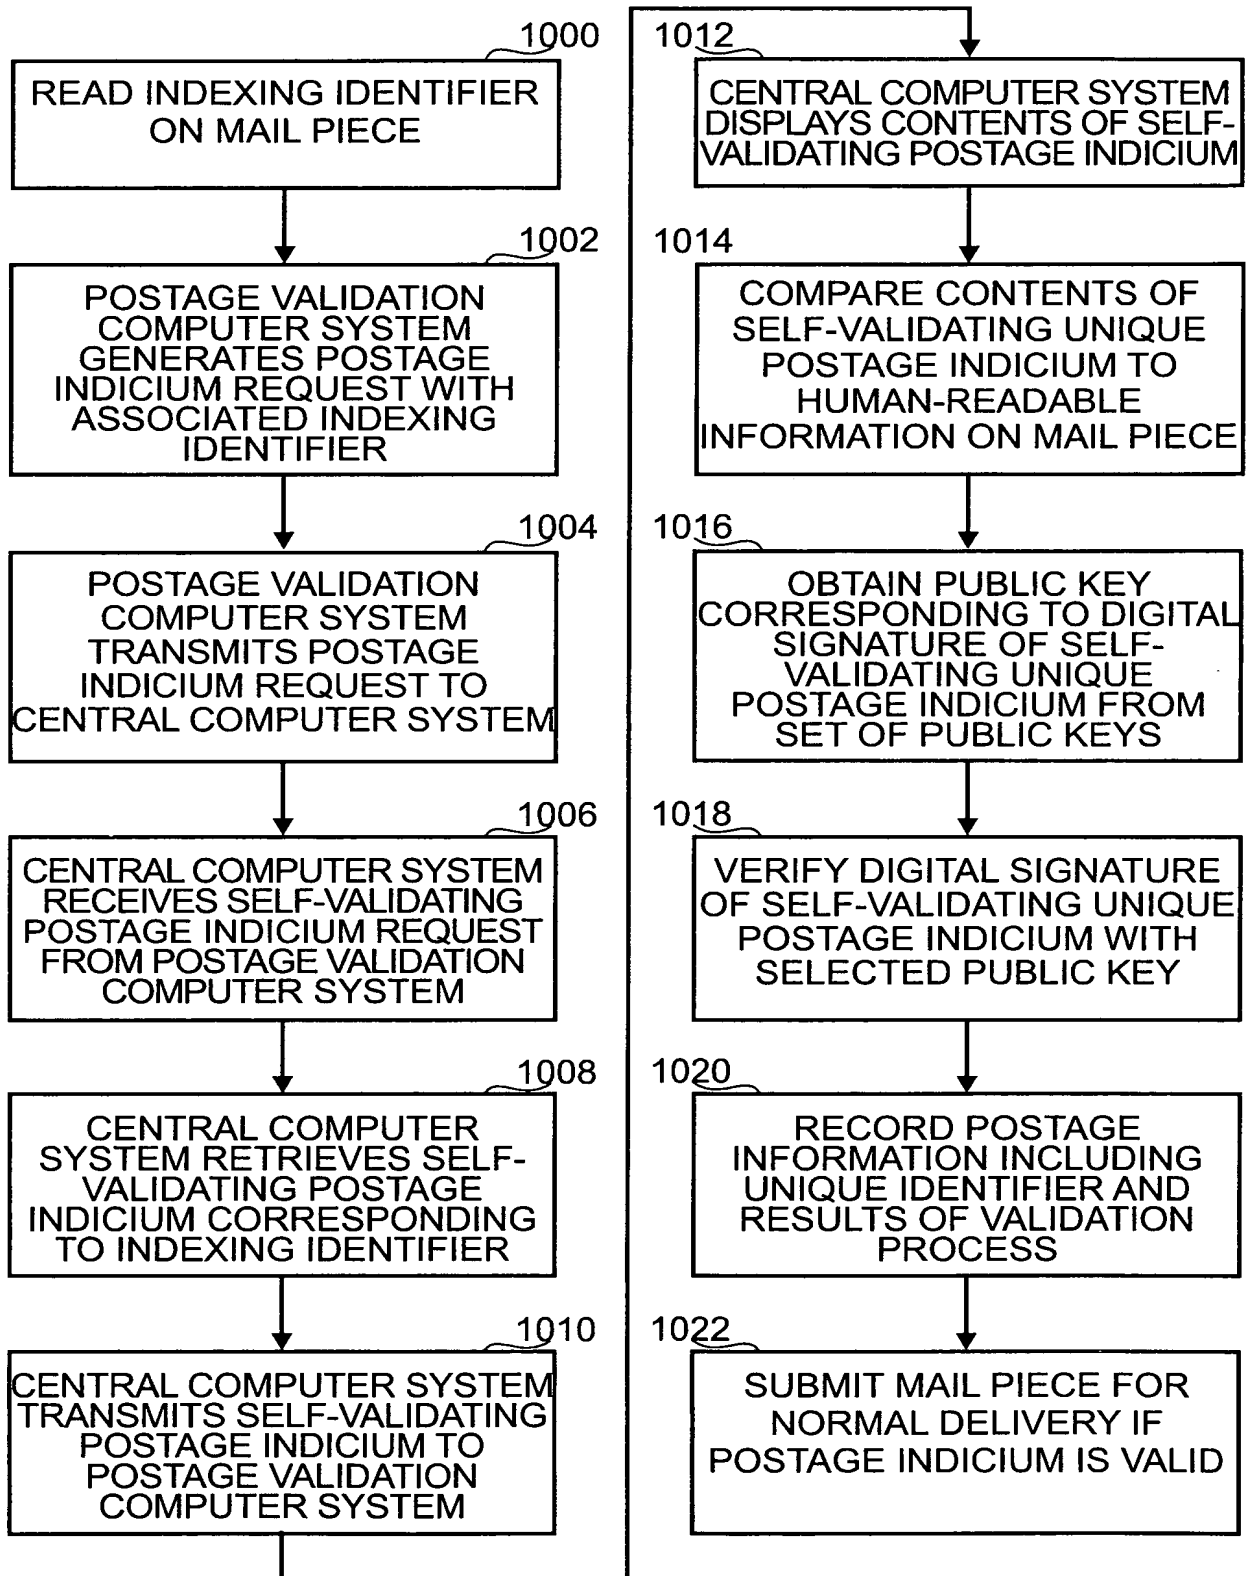 1000
READ INDEXING IDENTIFIER
ON MAIL PIECE
1002
POSTAGE VALIDATION
COMPUTER SYSTEM
GENERATES POSTAGE
INDICIUM REQUEST WITH
ASSOCIATED INDEXING
IDENTIFIER
1004
POSTAGE VALIDATION
COMPUTER SYSTEM
TRANSMITS POSTAGE
INDICIUM REQUEST TO
CENTRAL COMPUTER SYSTEM
1006
CENTRAL COMPUTER SYSTEM
RECEIVES SELF-VALIDATING
POSTAGE INDICIUM REQUEST
FROM POSTAGE VALIDATION
COMPUTER SYSTEM
1008
CENTRAL COMPUTER
SYSTEM RETRIEVES SELF-
VALIDATING POSTAGE
INDICIUM CORRESPONDING
TO INDEXING IDENTIFIER
1010
CENTRAL COMPUTER SYSTEM
TRANSMITS SELF-VALIDATING
POSTAGE INDICIUM TO
POSTAGE VALIDATION
COMPUTER SYSTEM
1012
CENTRAL COMPUTER SYSTEM
DISPLAYS CONTENTS OF SELF-
VALIDATING POSTAGE INDICIUM
1014
COMPARE CONTENTS OF
SELF-VALIDATING UNIQUE
POSTAGE INDICIUM TO
HUMAN-READABLE
INFORMATION ON MAIL PIECE
1016
OBTAIN PUBLIC KEY
CORRESPONDING TO DIGITAL
SIGNATURE OF SELF-
VALIDATING UNIQUE
POSTAGE INDICIUM FROM
SET OF PUBLIC KEYS
1018
VERIFY DIGITAL SIGNATURE
OF SELF-VALIDATING UNIQUE
POSTAGE INDICIUM WITH
SELECTED PUBLIC KEY
1020
RECORD POSTAGE
INFORMATION INCLUDING
UNIQUE IDENTIFIER AND
RESULTS OF VALIDATION
PROCESS
1022
SUBMIT MAIL PIECE FOR
NORMAL DELIVERY IF
POSTAGE INDICIUM IS VALID